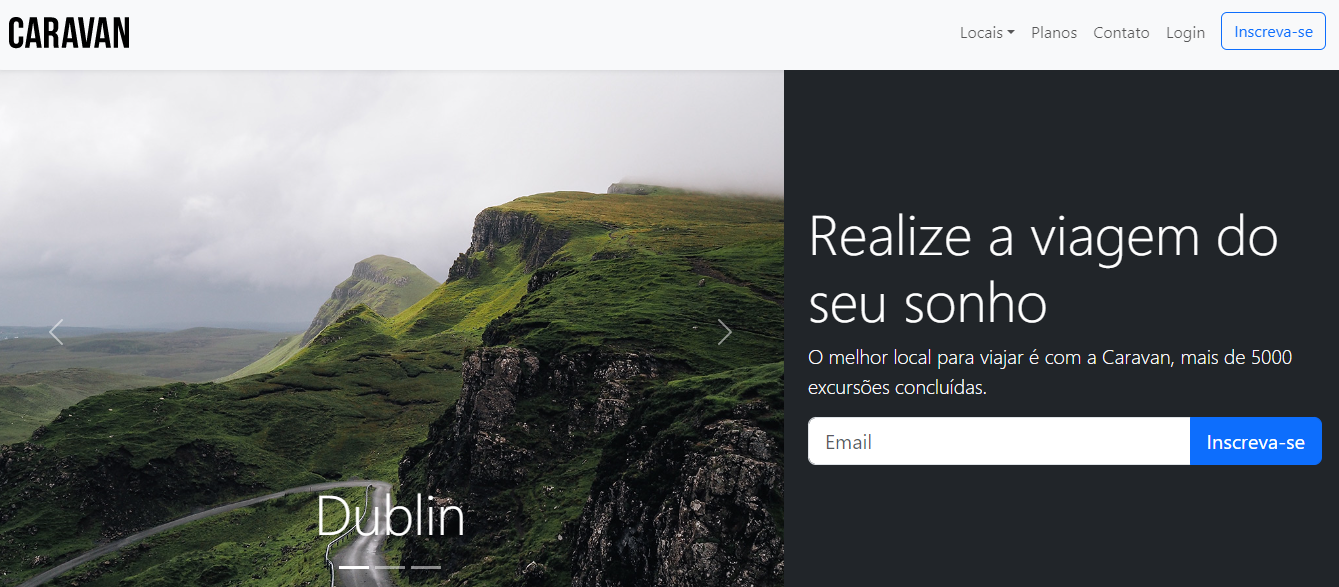 CARAVAN
Locais
Planos
Contato
Login
Inscreva-se
Realize a viagem do
seu sonho
O melhor local para viajar é com a Caravan, mais de 5000
excursões concluídas.
Email
Inscreva-se
Dublin